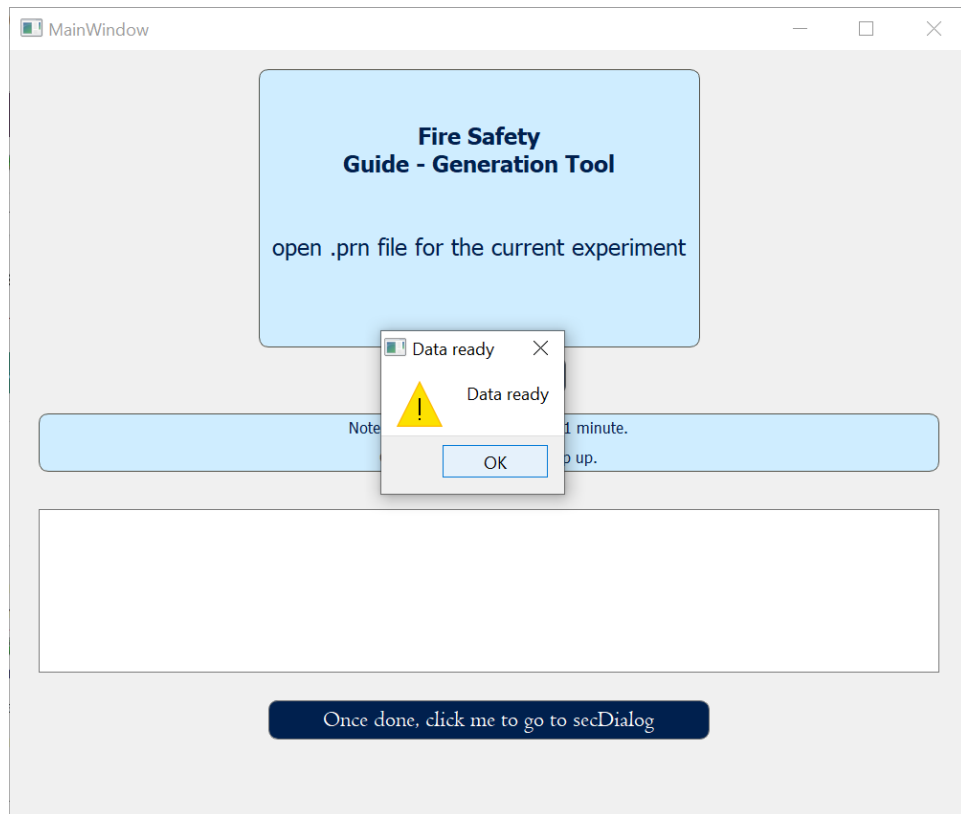 MainWindow
Fire Safety
Guide - Generation Tool
open .prn file for the current experiment
Data ready
Data ready
OK
Note
1 minute.
up.
Once done, click me to go to secDialog